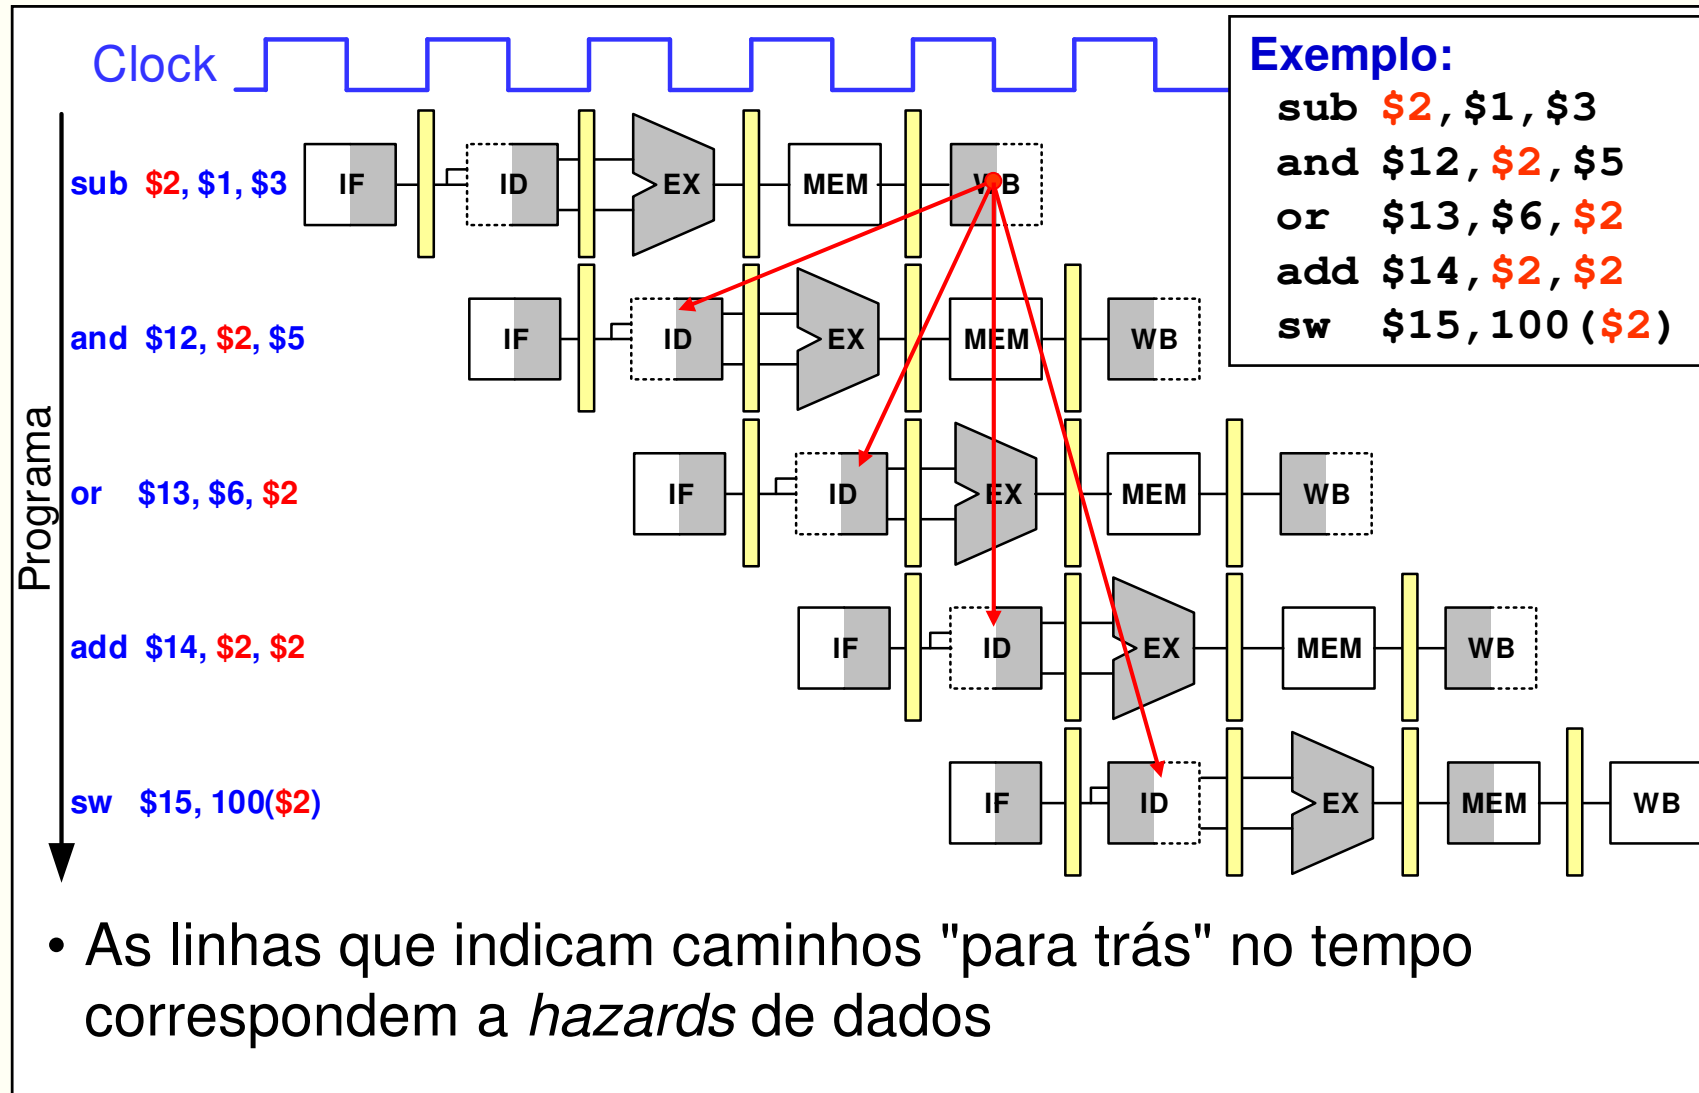 Clock
Exemplo:
sub $2,$1,$3
and $12,$2,$5
or $13,$6,$2
add $14,$2,$2
sw $15,100($2)
Programa
sub $2, $1, $3
IF ID EX MEM WB
and $12, $2, $5
IF ID EX MEM WB
or $13, $6, $2
IF ID EX MEM WB
add $14, $2, $2
IF ID EX MEM WB
sw $15, 100($2)
IF ID EX MEM WB
• As linhas que indicam caminhos "para trás" no tempo
correspondem a hazards de dados